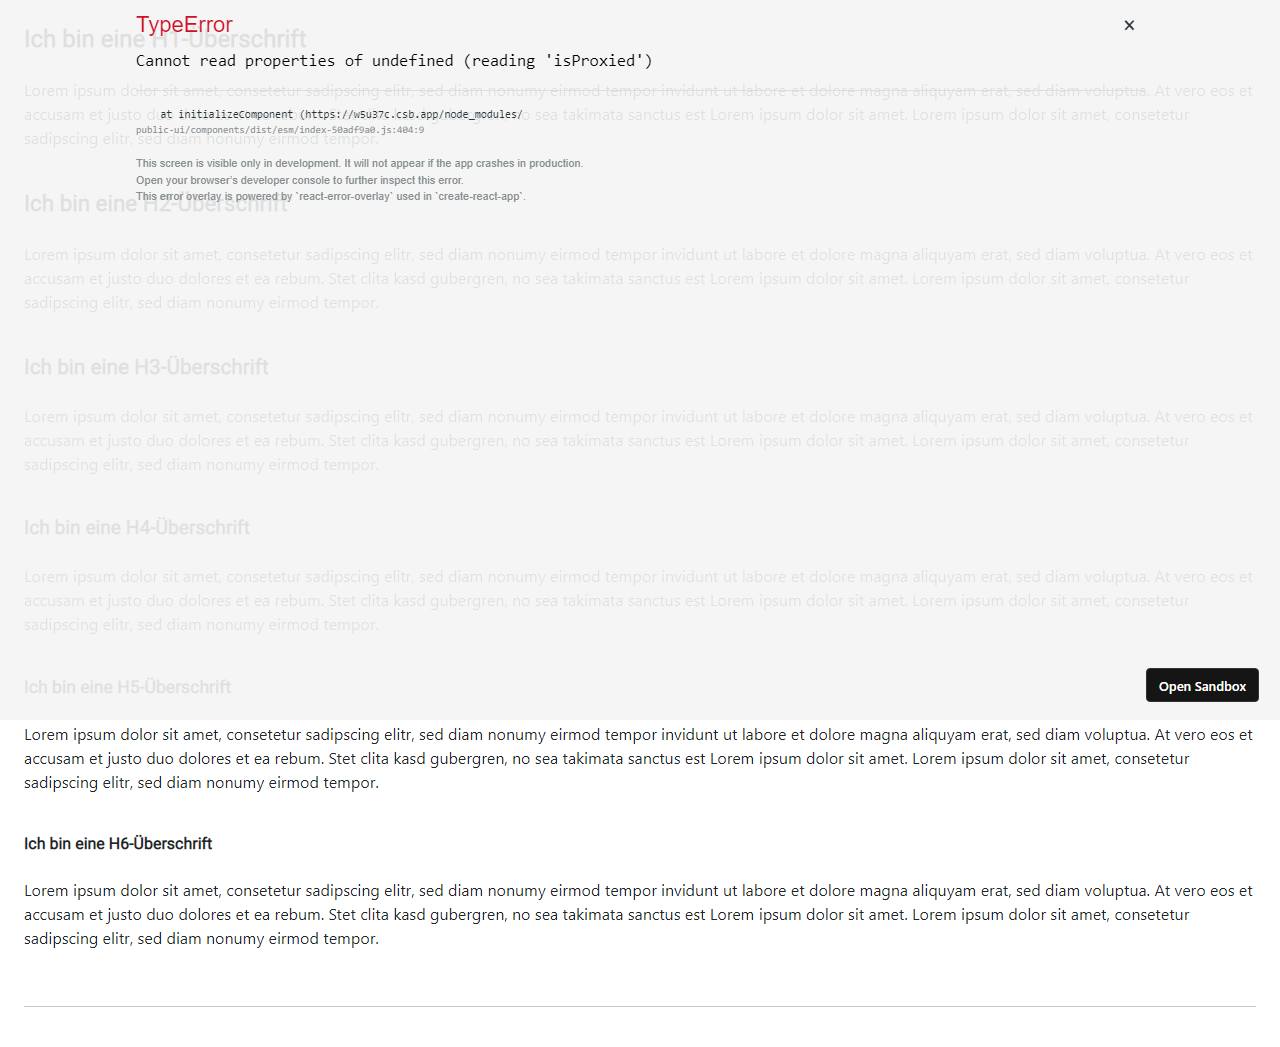 TypeError
×
Cannot read properties of undefined (reading 'isProxied')
at initializeComponent (https://w5u37c.csb.app/node_modules/
public-ui/components/dist/esm/index-50adf9a0.js:404:9
This screen is visible only in development. It will not appear if the app crashes in production.
Open your browser's developer console to further inspect this error.
This error overlay is powered by `react-error-overlay` used in `create-react-app`.
Ich bin eine H1-Überschrift
Lorem ipsum dolor sit amet, consetetur sadipscing elitr, sed diam nonumy eirmod tempor invidunt ut labore et dolore magna aliquyam erat, sed diam voluptua. At vero eos et
accusam et justo duo dolores et ea rebum. Stet clita kasd gubergren, no sea takimata sanctus est Lorem ipsum dolor sit amet. Lorem ipsum dolor sit amet, consetetur
sadipscing elitr, sed diam nonumy eirmod tempor.
Ich bin eine H2-Überschrift
Lorem ipsum dolor sit amet, consetetur sadipscing elitr, sed diam nonumy eirmod tempor invidunt ut labore et dolore magna aliquyam erat, sed diam voluptua. At vero eos et
accusam et justo duo dolores et ea rebum. Stet clita kasd gubergren, no sea takimata sanctus est Lorem ipsum dolor sit amet. Lorem ipsum dolor sit amet, consetetur
sadipscing elitr, sed diam nonumy eirmod tempor.
Ich bin eine H3-Überschrift
Lorem ipsum dolor sit amet, consetetur sadipscing elitr, sed diam nonumy eirmod tempor invidunt ut labore et dolore magna aliquyam erat, sed diam voluptua. At vero eos et
accusam et justo duo dolores et ea rebum. Stet clita kasd gubergren, no sea takimata sanctus est Lorem ipsum dolor sit amet. Lorem ipsum dolor sit amet, consetetur
sadipscing elitr, sed diam nonumy eirmod tempor.
Ich bin eine H4-Überschrift
Lorem ipsum dolor sit amet, consetetur sadipscing elitr, sed diam nonumy eirmod tempor invidunt ut labore et dolore magna aliquyam erat, sed diam voluptua. At vero eos et
accusam et justo duo dolores et ea rebum. Stet clita kasd gubergren, no sea takimata sanctus est Lorem ipsum dolor sit amet. Lorem ipsum dolor sit amet, consetetur
sadipscing elitr, sed diam nonumy eirmod tempor.
Ich bin eine H5-Überschrift
Open Sandbox
Lorem ipsum dolor sit amet, consetetur sadipscing elitr, sed diam nonumy eirmod tempor invidunt ut labore et dolore magna aliquyam erat, sed diam voluptua. At vero eos et
accusam et justo duo dolores et ea rebum. Stet clita kasd gubergren, no sea takimata sanctus est Lorem ipsum dolor sit amet. Lorem ipsum dolor sit amet, consetetur
sadipscing elitr, sed diam nonumy eirmod tempor.
Ich bin eine H6-Überschrift
Lorem ipsum dolor sit amet, consetetur sadipscing elitr, sed diam nonumy eirmod tempor invidunt ut labore et dolore magna aliquyam erat, sed diam voluptua. At vero eos et
accusam et justo duo dolores et ea rebum. Stet clita kasd gubergren, no sea takimata sanctus est Lorem ipsum dolor sit amet. Lorem ipsum dolor sit amet, consetetur
sadipscing elitr, sed diam nonumy eirmod tempor.